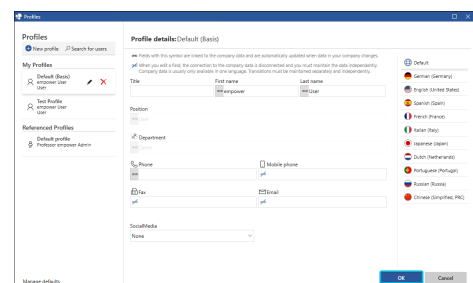 Profiles
Profiles
New profile
Search for users
My Profiles
Default (Basis)
empower User
User
Test Profile
empower User
User
Referenced Profiles
Default profile
Professor empower Admin
Manage defaults
Profile details: Default (Basis)
Fields with this symbol are linked to the company data and are automatically updated when data in your company changes.
When you edit a field, the connection to the company data is disconnected and you must maintain the data independently.
Company data is usually only available in one language. Translations must be maintained separately and independently.
Title
First name
Last name
empower
User
Position
User
Department
Phone
Mobile phone
Fax
Email
SocialMedia
None
Default
German (Germany)
English (United States)
Spanish (Spain)
French (France)
Italian (Italy)
Japanese (Japan)
Dutch (Netherlands)
Portuguese (Portugal)
Russian (Russia)
Chinese (Simplified, PRC)
OK
Cancel